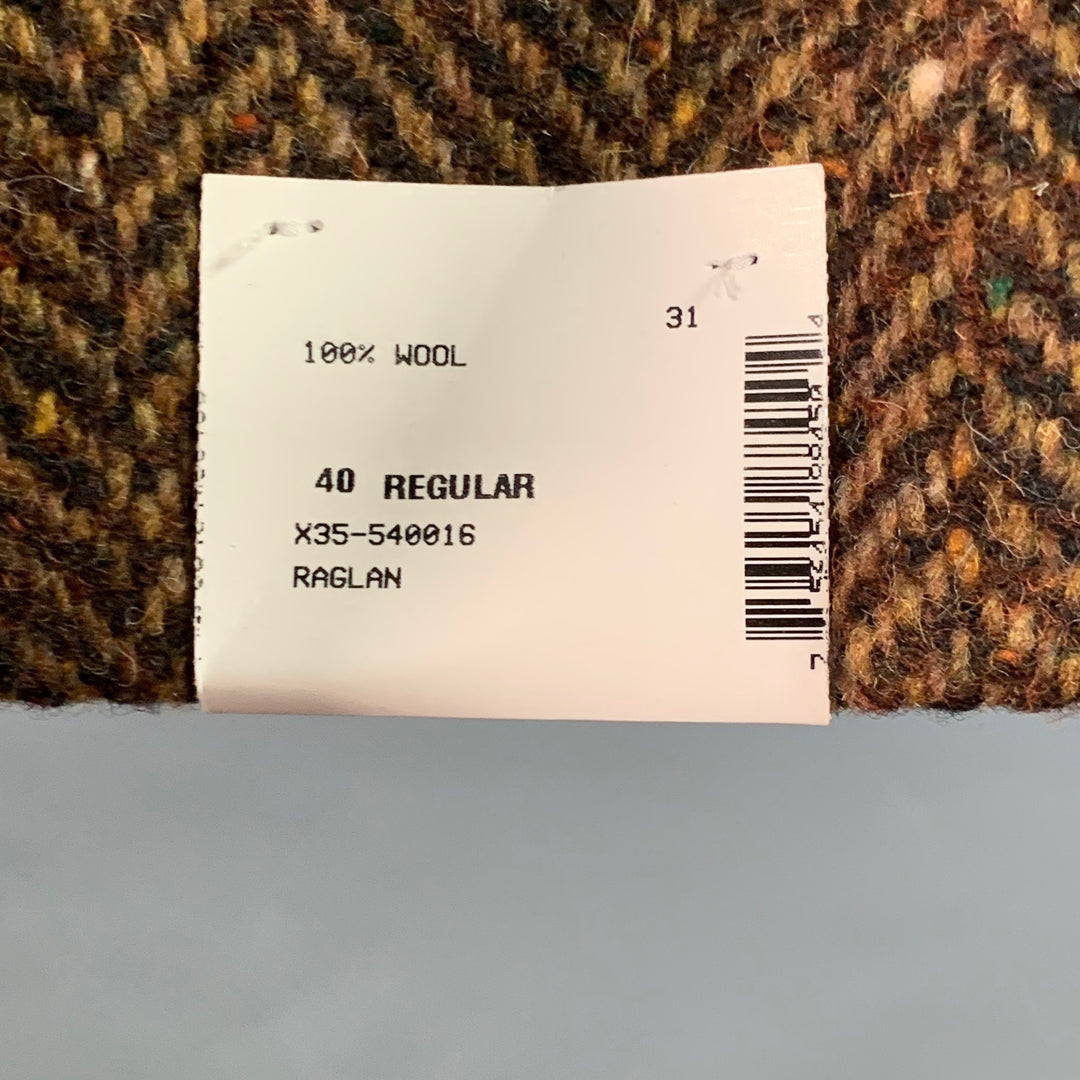 31
100% WOOL
40 REGULAR
X35-540016
RAGLAN